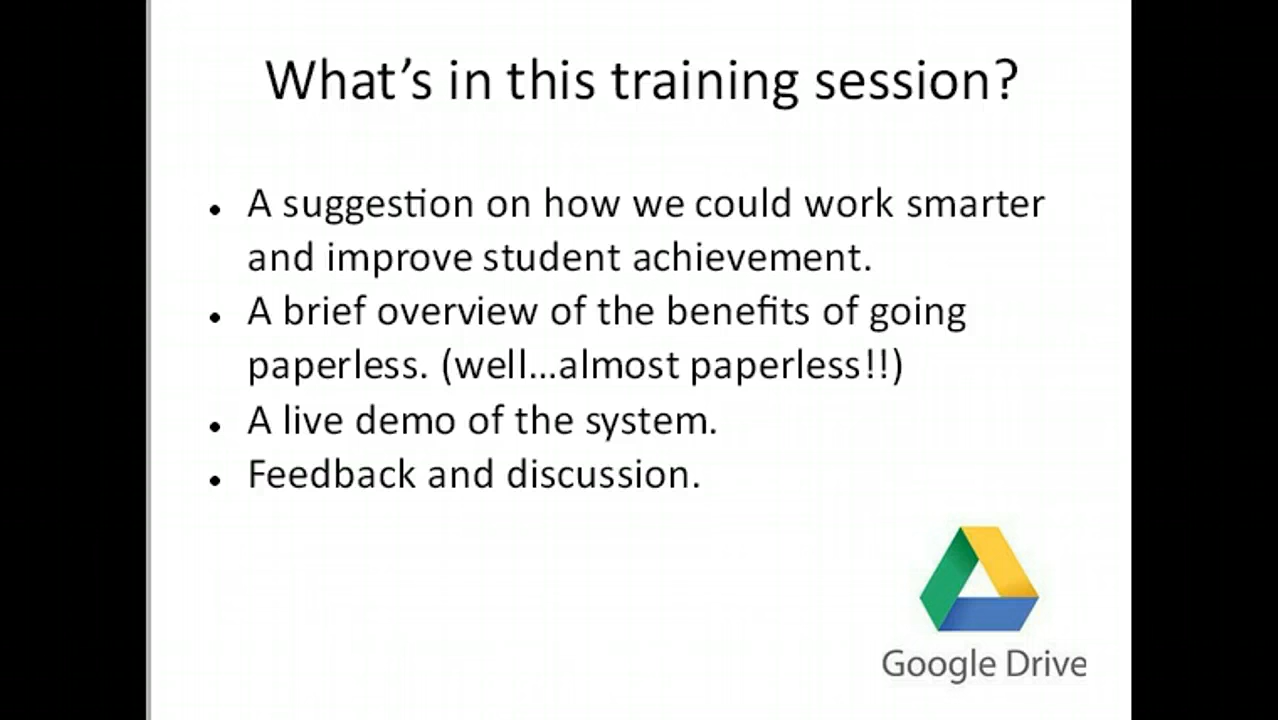 What’s in this training session?
• A suggestion on how we could work smarter
and improve student achievement.
• A brief overview of the benefits of going
paperless. (well...almost paperless!!)
• A live demo of the system.
• Feedback and discussion.
Google Drive